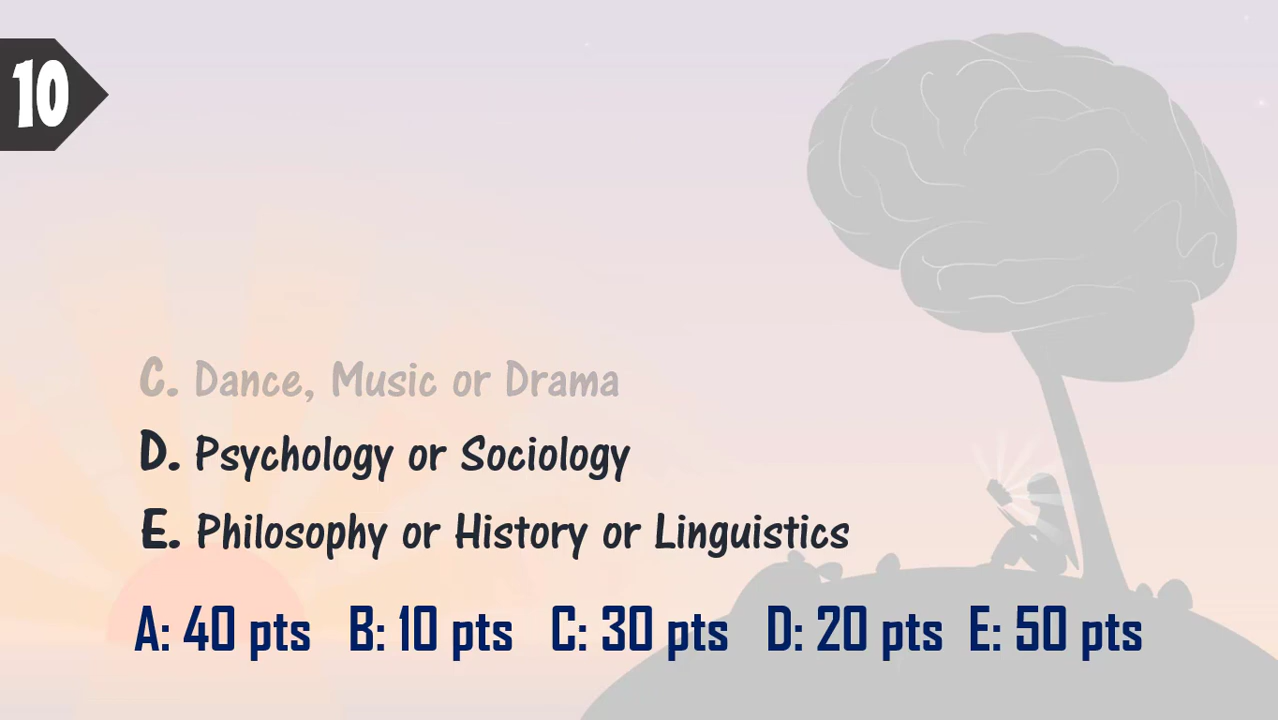 10
C. Dance, Music or Drama
D. Psychology or Sociology
E. Philosophy or History or Linguistics
A: 40 pts B: 10 pts C: 30 pts D: 20 pts E: 50 pts